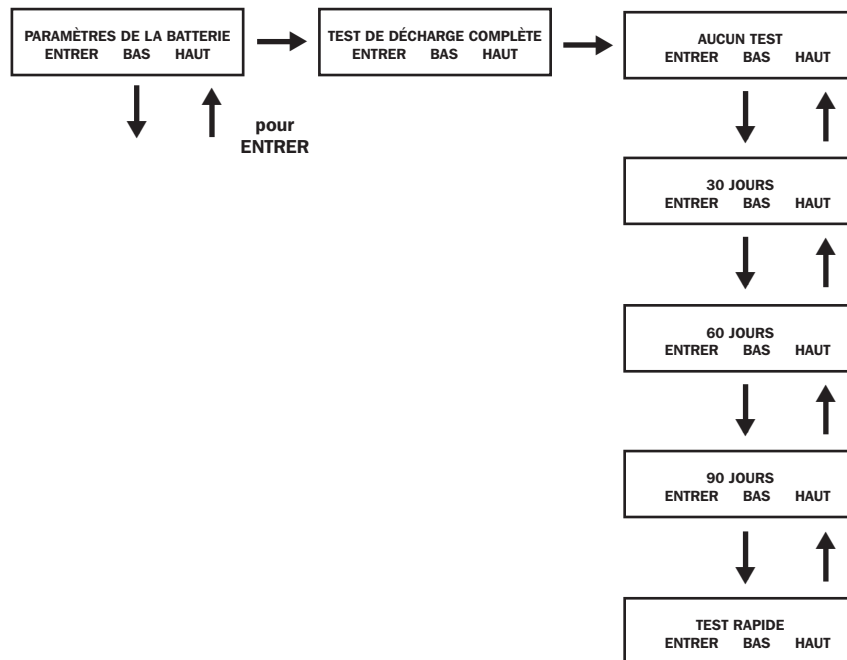 PARAMÈTRES DE LA BATTERIE
ENTRER BAS HAUT
pour
ENTRER
TEST DE DÉCHARGE COMPLÈTE
ENTRER BAS HAUT
AUCUN TEST
ENTRER BAS HAUT
30 JOURS
ENTRER BAS HAUT
60 JOURS
ENTRER BAS HAUT
90 JOURS
ENTRER BAS HAUT
TEST RAPIDE
ENTRER BAS HAUT